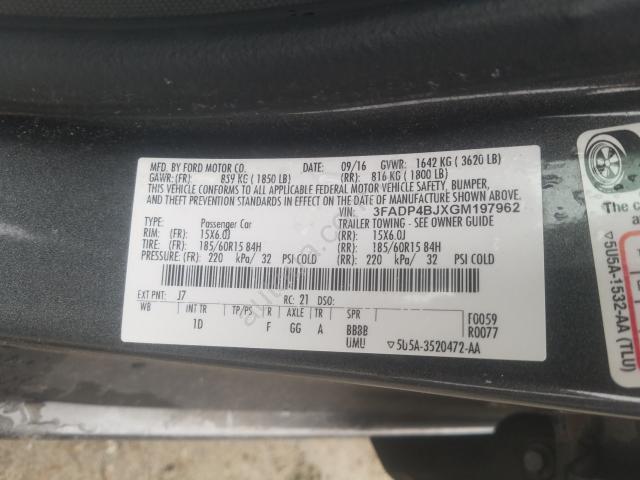 MFD. BY FORD MOTOR CO. DATE: 09/16 GVWR: 1642 KG ( 3620 LB)
GAWR: (FR) 839 KG ( 1850 LB) (RR) 816 KG ( 1800 LB)
THIS VEHICLE CONFORMS TO ALL APPLICABLE FEDERAL MOTOR VEHICLE SAFETY, BUMPER,
AND THEFT PREVENTION STANDARDS IN EFFECT ON THE DATE OF MANUFACTURE SHOWN ABOVE.
VIN: 3FADP4BJXGM197962
TYPE: Passenger Car TRAILER TOWING - SEE OWNER GUIDE
RIM: (FR) 15X6.0J (RR) 15X6.0J
TIRE: (FR) 185/60R15 84H (RR) 185/60R15 84H
PRESSURE: (FR) 220 kPa/ 32 PSI COLD (RR) 220 kPa/ 32 PSI COLD
EXT PNT: J7 RC: 21 DSO:
WB INT TR TP/PS R AXLE TR SPR F0059
1D F GG A BBBB R0077
UMU 5U5A-3520472-AA
5U5A-1532-AA (TLU)
The c